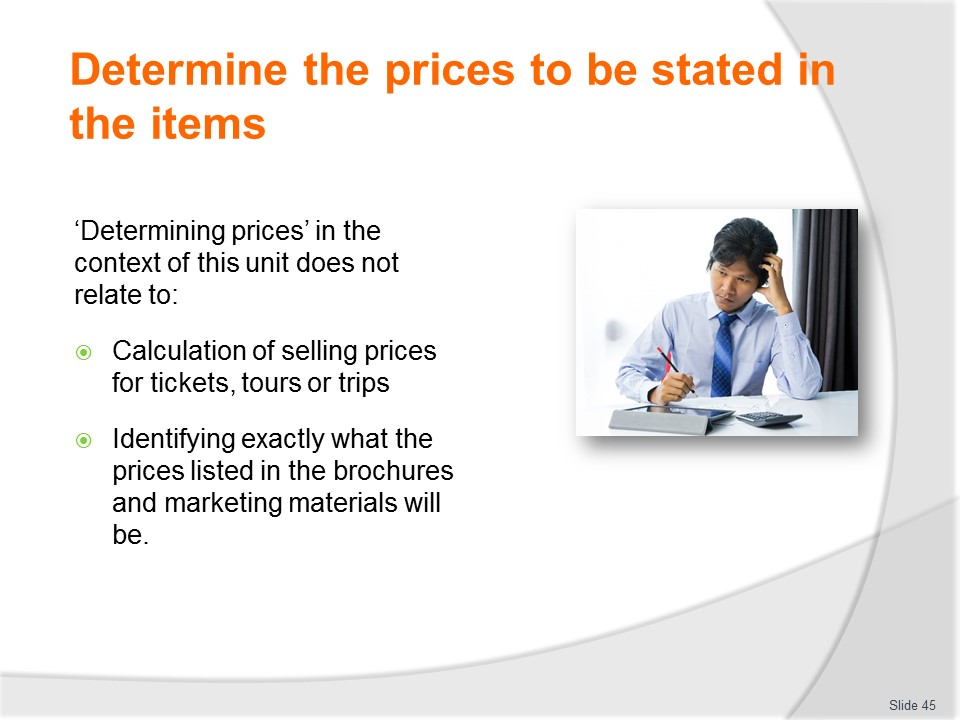 Determine the prices to be stated in
the items
‘Determining prices’ in the
context of this unit does not
relate to:
Calculation of selling prices
for tickets, tours or trips
Identifying exactly what the
prices listed in the brochures
and marketing materials will
be.
Slide 45